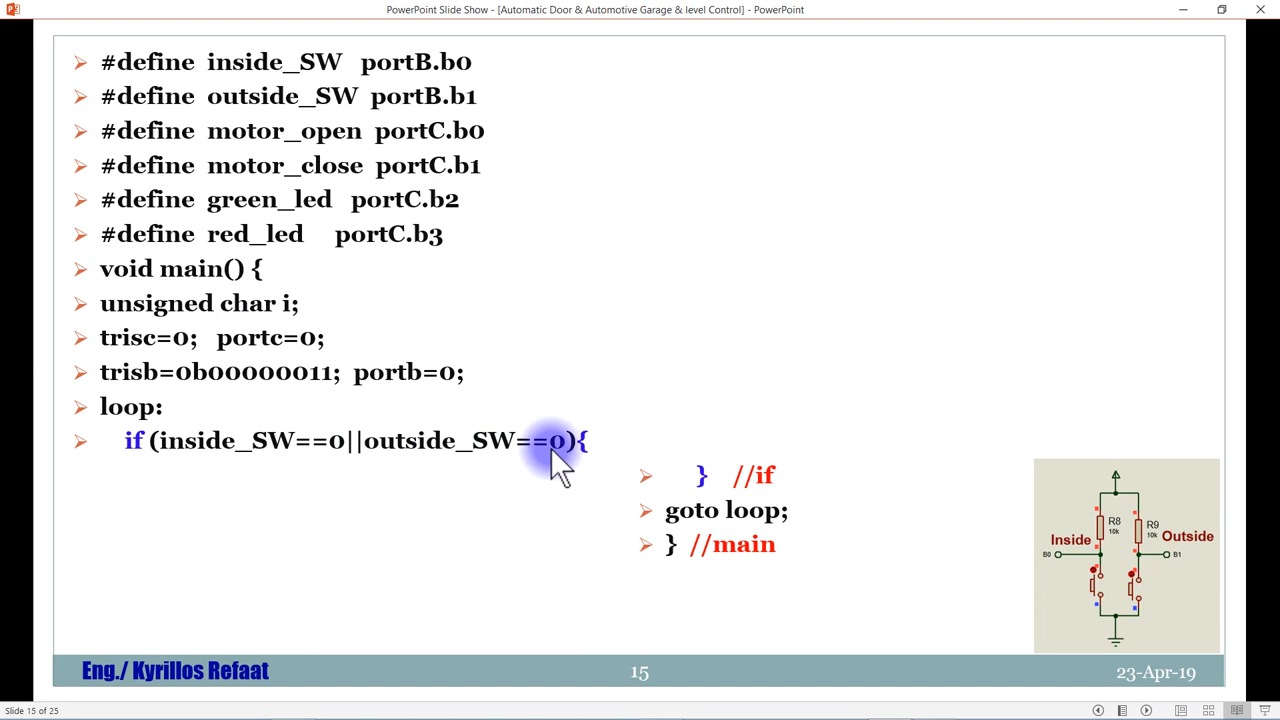 PowerPoint Slide Show - [Automatic Door & Automotive Garage & level Control] - PowerPoint
#define inside_SW portB.b0
#define outside_SW portB.b1
#define motor_open portC.b0
#define motor_close portC.b1
#define green_led portC.b2
#define red_led portC.b3
void main() {
unsigned char i;
trisc=0; portc=0;
trisb=0b00000011; portb=0;
loop:
if (inside_SW==0||outside_SW==0){
} //if
goto loop;
} //main
R8
10k
R9
10k
Inside
Outside
B0
B1
Eng./ Kyrillos Refaat
15
23-Apr-19
Slide 15 of 25